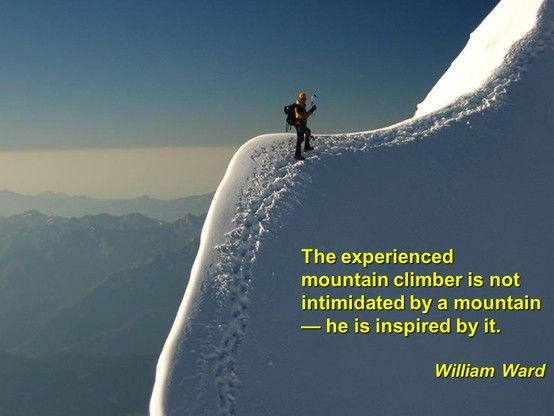 The experienced
mountain climber is not
intimidated by a mountain
— he is inspired by it.
William Ward